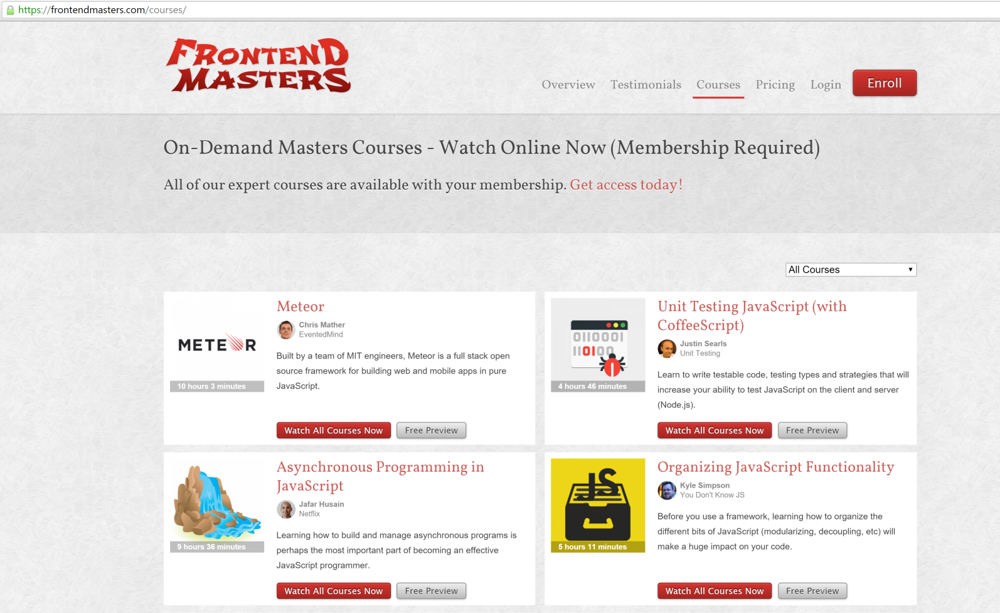 https://frontendmasters.com/courses/
FRONTEND
MASTERS
Overview Testimonials Courses Pricing Login Enroll
On-Demand Masters Courses - Watch Online Now (Membership Required)
All of our expert courses are available with your membership. Get access today!
All Courses
METEOR
10 hours 3 minutes
Meteor
Chris Mather
EventedMind
Built by a team of MIT engineers, Meteor is a full stack open
source framework for building web and mobile apps in pure
JavaScript.
Watch All Courses Now Free Preview
0110001
110100
4 hours 46 minutes
Unit Testing JavaScript (with
CoffeeScript)
Justin Searls
Unit Testing
Learn to write testable code, testing types and strategies that will
increase your ability to test JavaScript on the client and server
(Node.js).
Watch All Courses Now Free Preview
9 hours 36 minutes
Asynchronous Programming in
JavaScript
Jafar Husain
Netflix
Learning how to build and manage asynchronous programs is
perhaps the most important part of becoming an effective
JavaScript programmer.
Watch All Courses Now Free Preview
JS
5 hours 11 minutes
Organizing JavaScript Functionality
Kyle Simpson
You Don't Know JS
Before you use a framework, learning how to organize the
different bits of JavaScript (modularizing, decoupling, etc) will
make a huge impact on your code.
Watch All Courses Now Free Preview